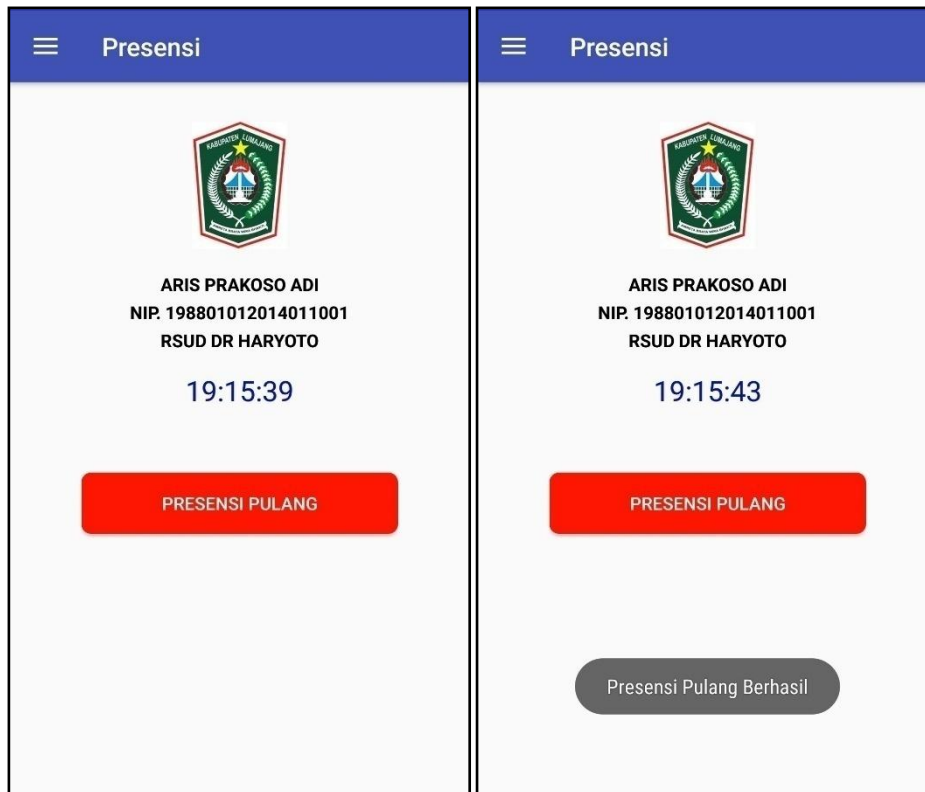 Presensi
KABUPATEN LUMAJANG
ARIS PRAKOSO ADI
NIP. 198801012014011001
RSUD DR HARYOTO
19:15:39
PRESENSI PULANG
Presensi
KABUPATEN LUMAJANG
ARIS PRAKOSO ADI
NIP. 198801012014011001
RSUD DR HARYOTO
19:15:43
PRESENSI PULANG
Presensi Pulang Berhasil